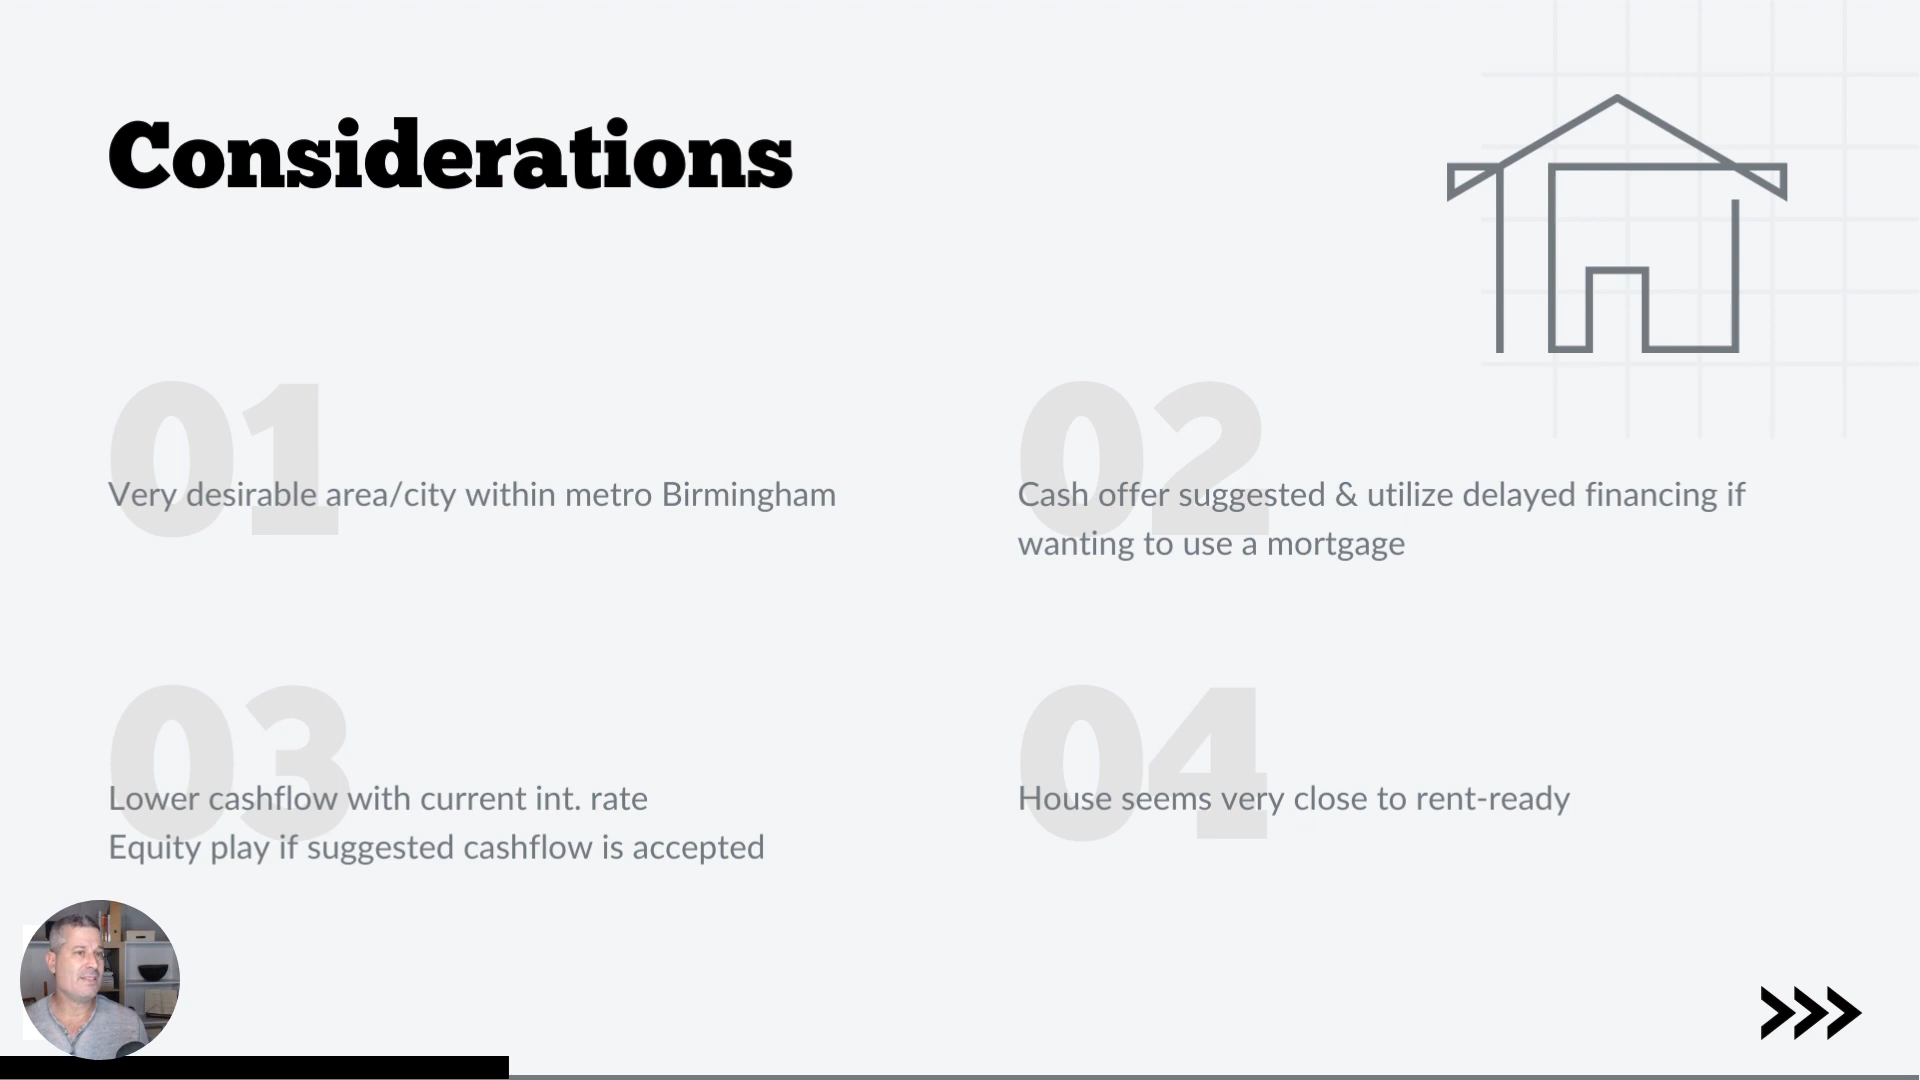 Considerations
01
Very desirable area/city within metro Birmingham
02
Cash offer suggested & utilize delayed financing if
wanting to use a mortgage
03
Lower cashflow with current int. rate
Equity play if suggested cashflow is accepted
04
House seems very close to rent-ready